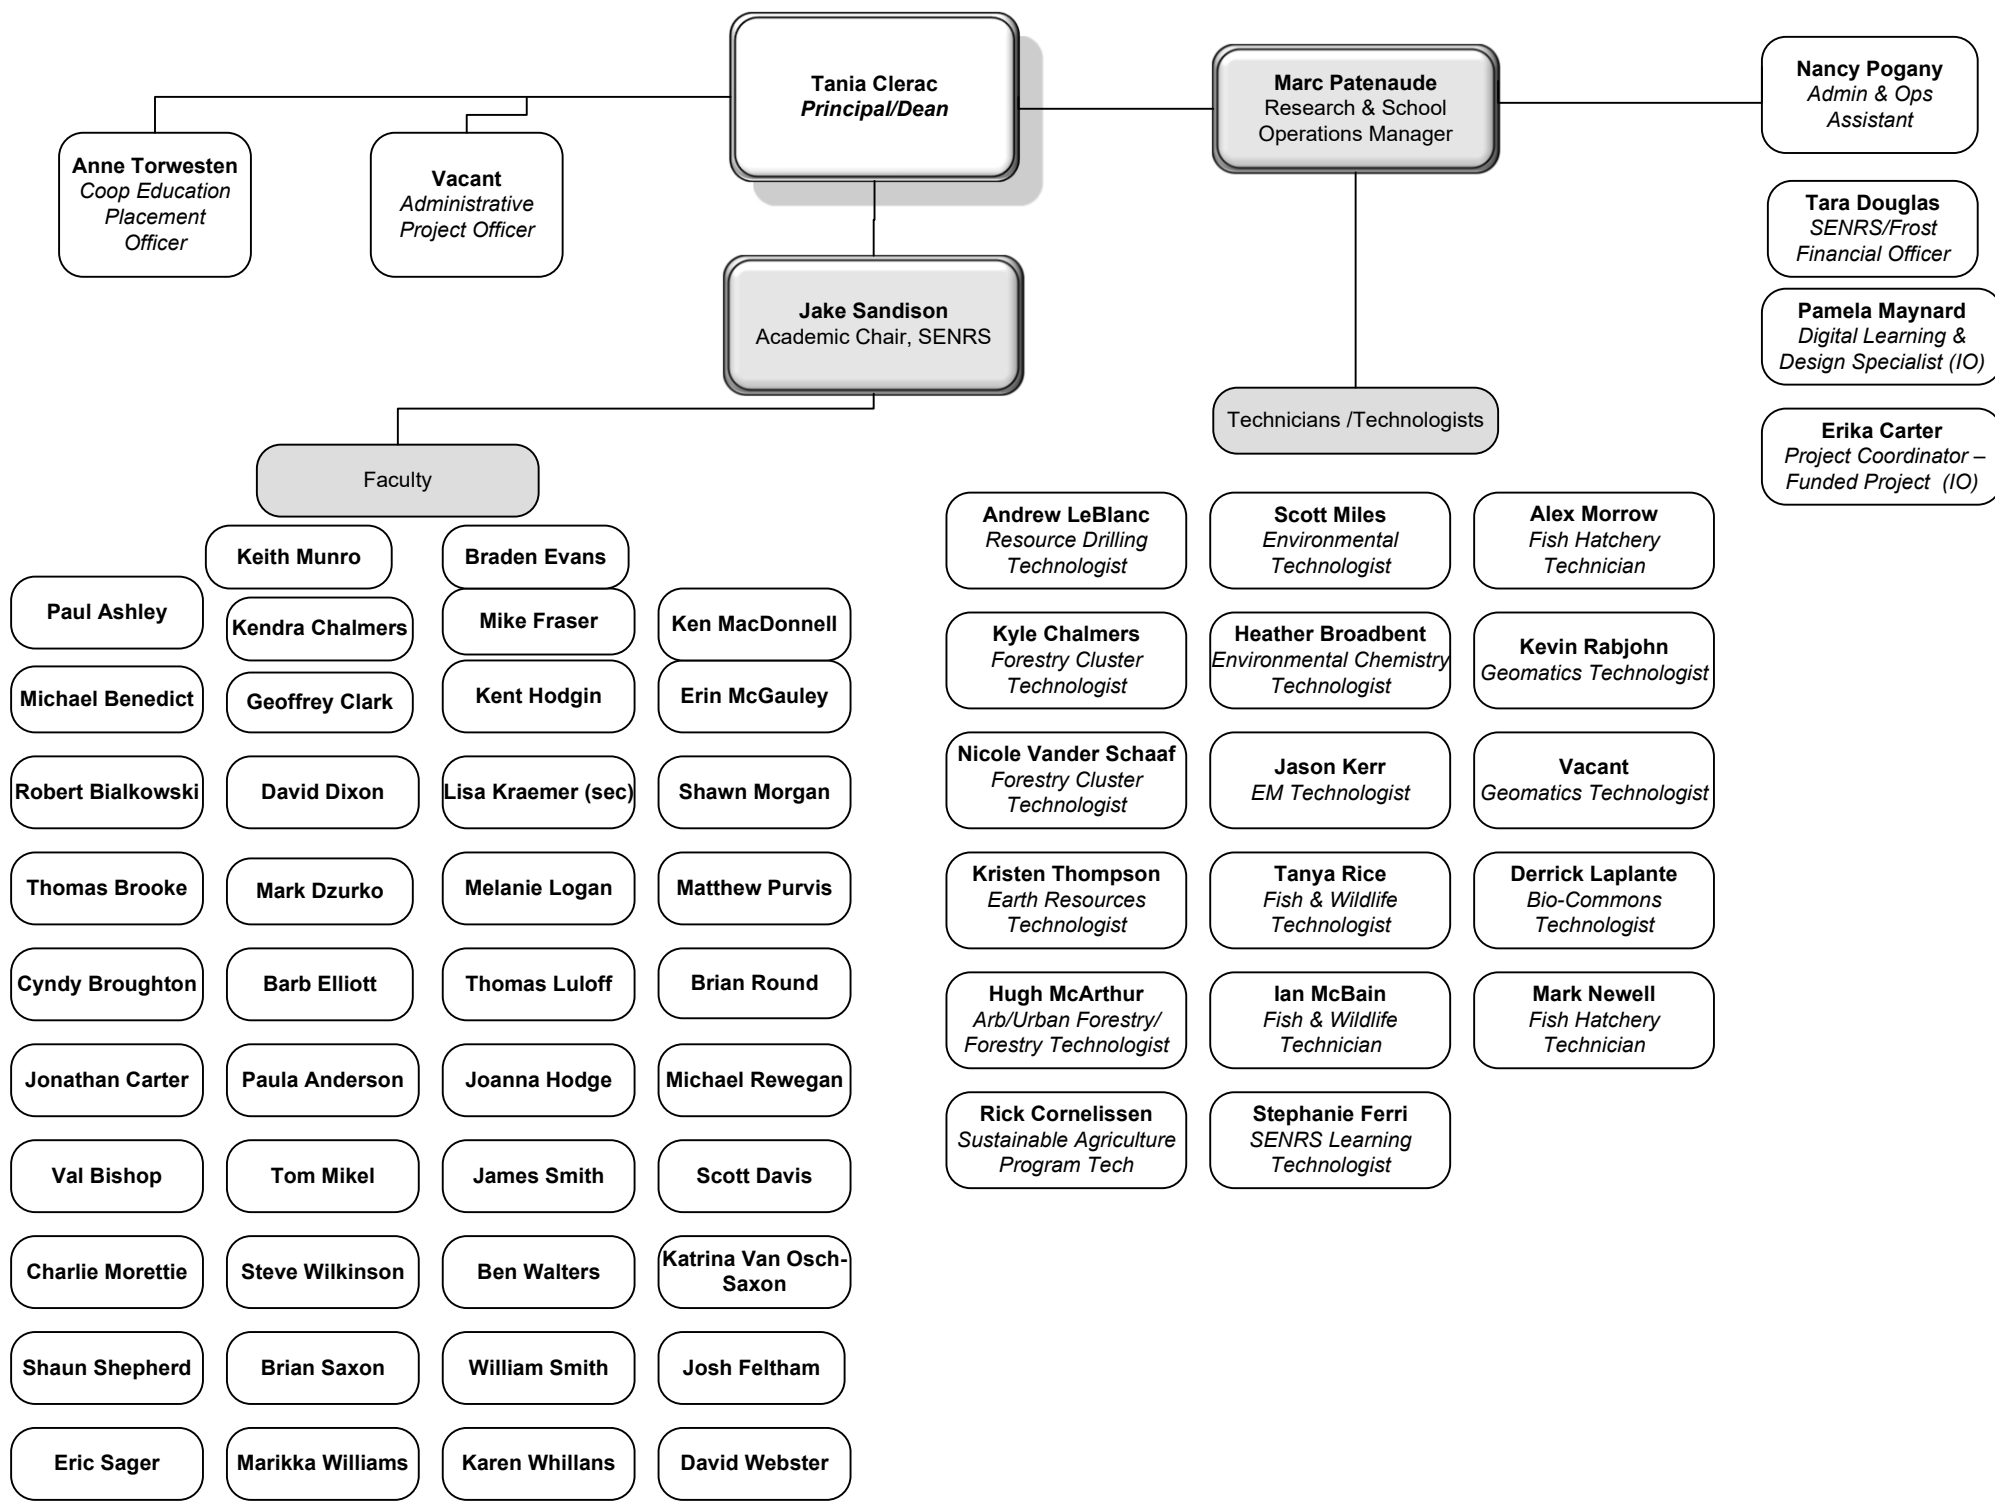 Tania Clerac
Principal/Dean
Marc Patenaude
Research & School
Operations Manager
Nancy Pogany
Admin & Ops
Assistant
Anne Torwesten
Coop Education
Placement
Officer
Vacant
Administrative
Project Officer
Tara Douglas
SENRS/Frost
Financial Officer
Jake Sandison
Academic Chair, SENRS
Pamela Maynard
Digital Learning &
Design Specialist (IO)
Technicians /Technologists
Erika Carter
Project Coordinator –
Funded Project (IO)
Faculty
Keith Munro
Braden Evans
Paul Ashley
Kendra Chalmers
Mike Fraser
Ken MacDonnell
Michael Benedict
Geoffrey Clark
Kent Hodgin
Erin McGauley
Robert Bialkowski
David Dixon
Lisa Kraemer (sec)
Shawn Morgan
Thomas Brooke
Mark Dzurko
Melanie Logan
Matthew Purvis
Cyndy Broughton
Barb Elliott
Thomas Luloff
Brian Round
Jonathan Carter
Paula Anderson
Joanna Hodge
Michael Rewegan
Val Bishop
Tom Mikel
James Smith
Scott Davis
Charlie Morettie
Steve Wilkinson
Ben Walters
Katrina Van Osch-
Saxon
Shaun Shepherd
Brian Saxon
William Smith
Josh Feltham
Eric Sager
Marikka Williams
Karen Whillans
David Webster
Andrew LeBlanc
Resource Drilling
Technologist
Scott Miles
Environmental
Technologist
Alex Morrow
Fish Hatchery
Technician
Kyle Chalmers
Forestry Cluster
Technologist
Heather Broadbent
Environmental Chemistry
Technologist
Kevin Rabjohn
Geomatics Technologist
Nicole Vander Schaaf
Forestry Cluster
Technologist
Jason Kerr
EM Technologist
Vacant
Geomatics Technologist
Kristen Thompson
Earth Resources
Technologist
Tanya Rice
Fish & Wildlife
Technologist
Derrick Laplante
Bio-Commons
Technologist
Hugh McArthur
Arb/Urban Forestry/
Forestry Technologist
Ian McBain
Fish & Wildlife
Technician
Mark Newell
Fish Hatchery
Technician
Rick Cornelissen
Sustainable Agriculture
Program Tech
Stephanie Ferri
SENRS Learning
Technologist